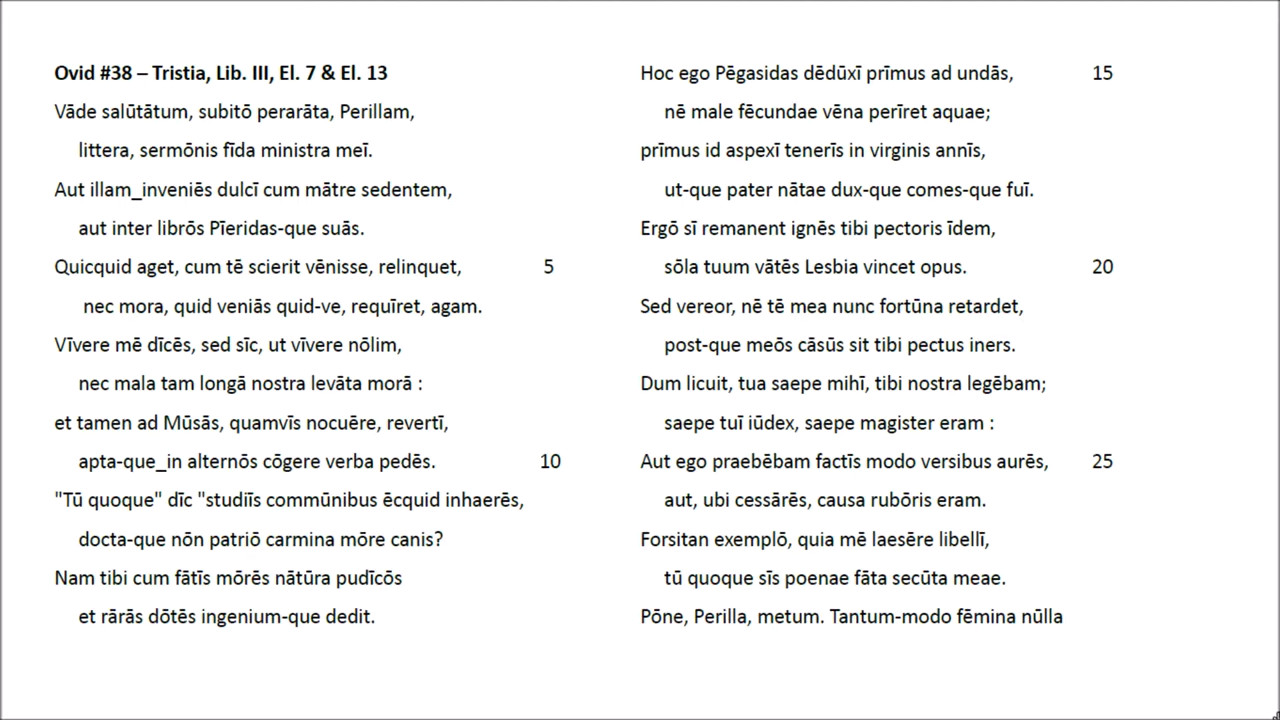 Ovid #38 – Tristia, Lib. III, El. 7 & El. 13
Vāde salūtātum, subitō perarāta, Perillam,
littera, sermōnis fīda ministra meī.
Aut illam_inveniēs dulcī cum mātre sedentem,
aut inter librōs Pīeridas-que suās.
Quicquid aget, cum tē scierit vēnisse, relinquet, 5
nec mora, quid veniās quid-ve, requīret, agam.
Vīvere mē dīcēs, sed sīc, ut vīvere nōlim,
nec mala tam longā nostra levāta morā :
et tamen ad Mūsās, quamvīs nocuēre, revertī,
apta-que_in alternōs cōgere verba pedēs. 10
"Tū quoque" dīc "studiīs commūnibus ēcquid inhaerēs,
docta-que nōn patriō carmina mōre canis?
Nam tibi cum fātīs mōrēs nātūra pudīcōs
et rārās dōtēs ingenium-que dedit.
Hoc ego Pēgasidas dēdūxī prīmus ad undās, 15
nē male fēcundae vēna perīret aquae;
prīmus id aspexī tenerīs in virginis annīs,
ut-que pater nātae dux-que comes-que fuī.
Ergō sī remanent ignēs tibi pectoris īdem,
sōla tuum vātēs Lesbia vincet opus. 20
Sed vereor, nē tē mea nunc fortūna retardet,
post-que meōs cāsūs sit tibi pectus iners.
Dum licuit, tua saepe mihī, tibi nostra legēbam;
saepe tuī iūdex, saepe magister eram :
Aut ego praebēbam factīs modo versibus aurēs, 25
aut, ubi cessārēs, causa rubōris eram.
Forsitan exemplō, quia mē laesēre libellī,
tū quoque sīs poenae fāta secūta meae.
Pōne, Perilla, metum. Tantum-modo fēmina nūlla